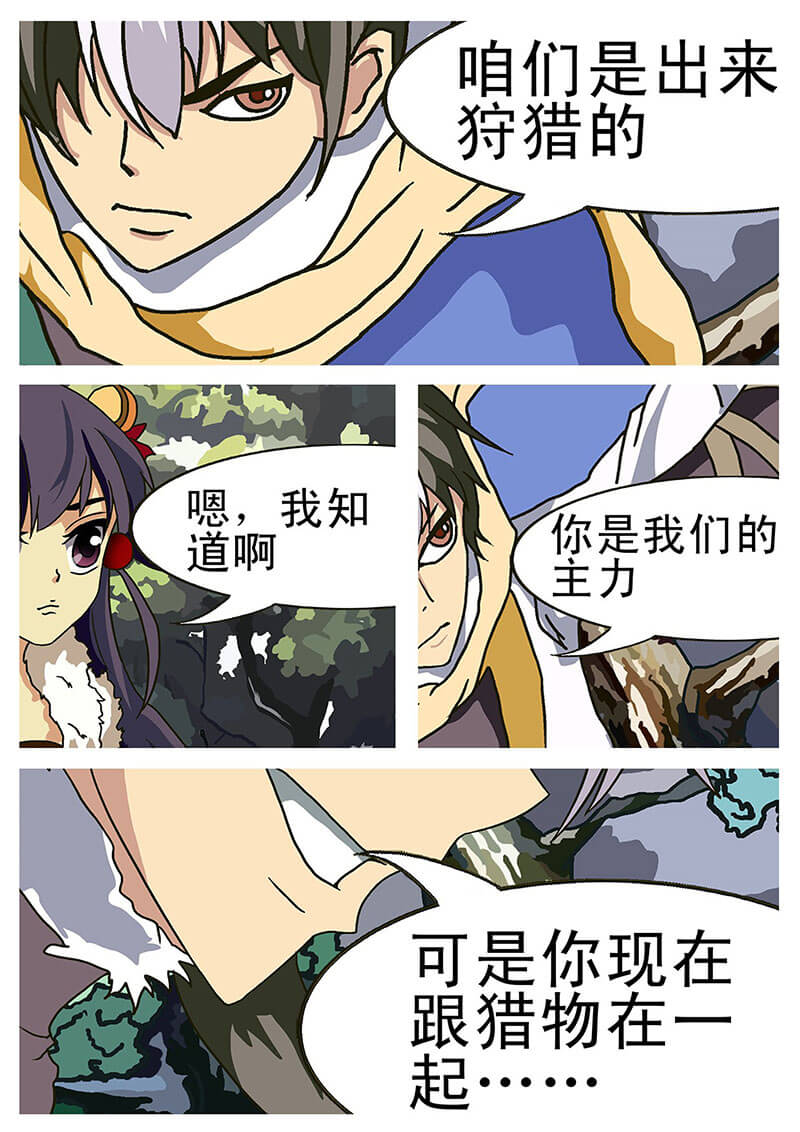 咱们是出来
狩猎的
嗯，我知
道啊
你是我们的
主力
可是你现在
跟猎物在一
起……